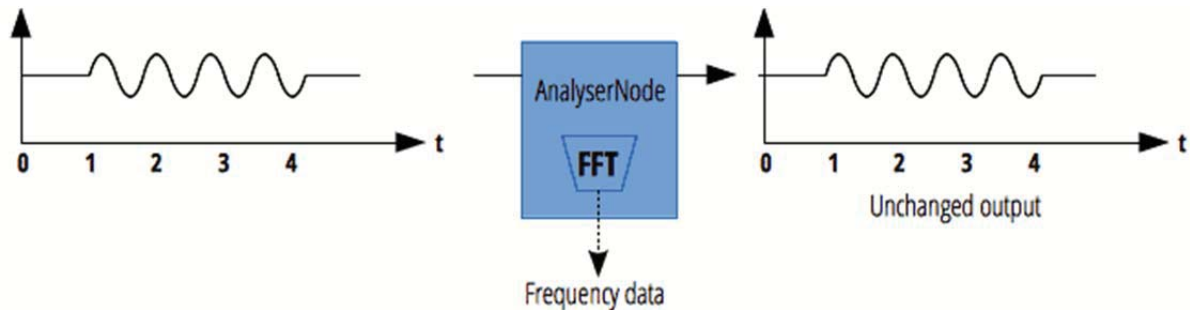 t
0 1 2 3 4
AnalyserNode
FFT
Frequency data
t
0 1 2 3 4
Unchanged output